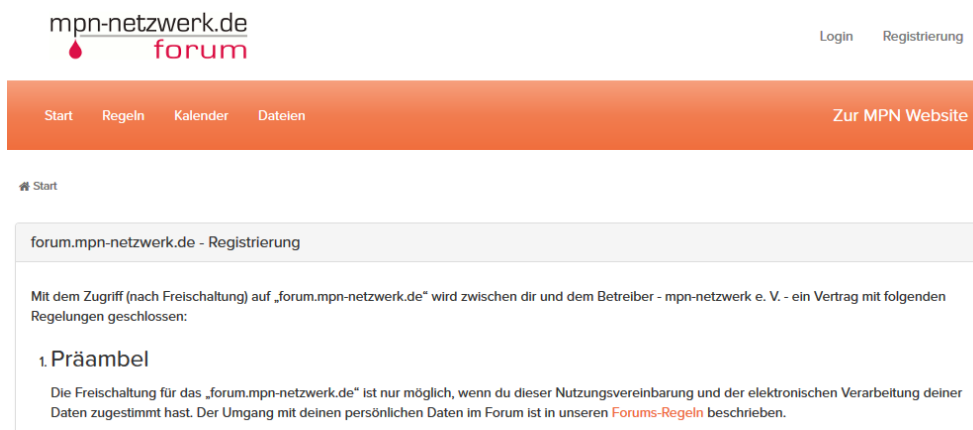 mpn-netzwerk.de
forum
Login Registrierung
Start Regeln Kalender Dateien Zur MPN Website
Start
forum.mpn-netzwerk.de - Registrierung
Mit dem Zugriff (nach Freischaltung) auf „forum.mpn-netzwerk.de“ wird zwischen dir und dem Betreiber - mpn-netzwerk e. V. - ein Vertrag mit folgenden
Regelungen geschlossen:
1. Präambel
Die Freischaltung für das „forum.mpn-netzwerk.de“ ist nur möglich, wenn du dieser Nutzungsvereinbarung und der elektronischen Verarbeitung deiner
Daten zugestimmt hast. Der Umgang mit deinen persönlichen Daten im Forum ist in unseren Forums-Regeln beschrieben.